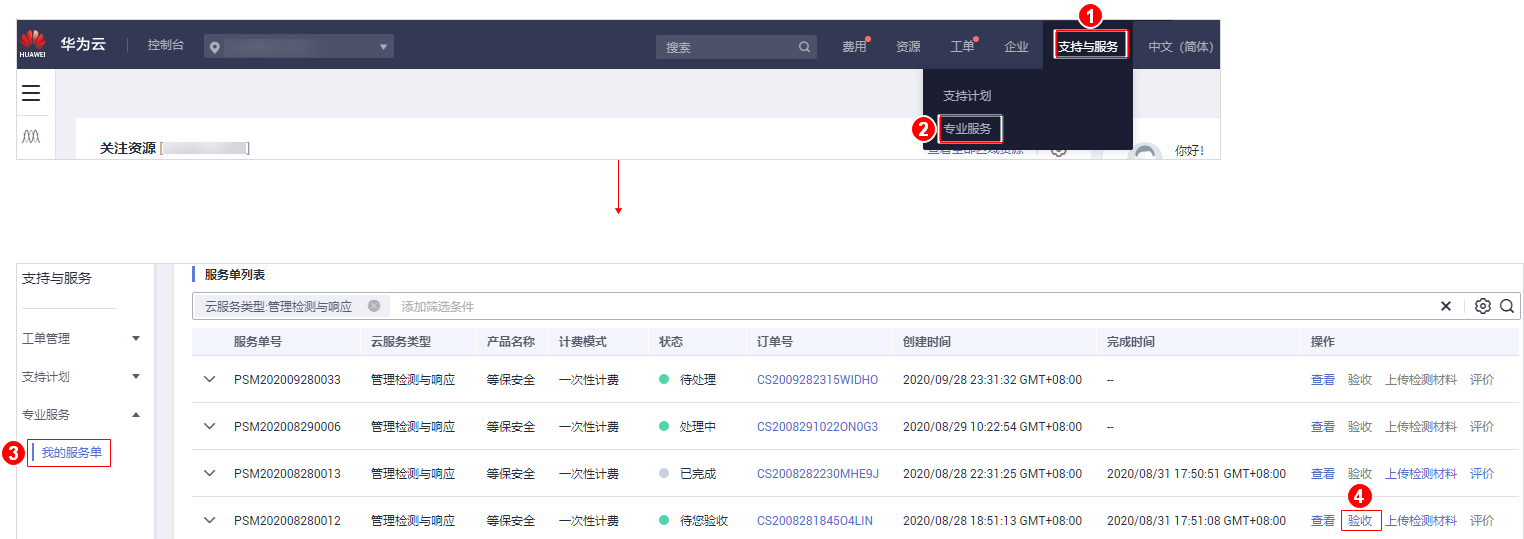 1
HUAWEI 华为云 控制台 搜索 费用 资源 工单 企业 支持与服务 中文（简体）
支持计划
2 专业服务
关注资源 [ ] 你好!
支持与服务
工单管理
支持计划
专业服务
3 我的服务单
服务单列表
云服务类型:管理检测与响应 添加筛选条件
服务单号 云服务类型 产品名称 计费模式 状态 订单号 创建时间 完成时间 操作
PSM202009280033 管理检测与响应 等保安全 一次性计费 待处理 CS2009282315WIDHO 2020/09/28 23:31:32 GMT+08:00 -- 查看 验收 上传检测材料 评价
PSM202008290006 管理检测与响应 等保安全 一次性计费 处理中 CS2008291022ON0G3 2020/08/29 10:22:54 GMT+08:00 -- 查看 验收 上传检测材料 评价
PSM202008280013 管理检测与响应 等保安全 一次性计费 已完成 CS2008282230MHE9J 2020/08/28 22:31:25 GMT+08:00 2020/08/31 17:50:51 GMT+08:00 查看 验收 上传检测材料 评价
4
PSM202008280012 管理检测与响应 等保安全 一次性计费 待您验收 CS2008281845O4LIN 2020/08/28 18:51:13 GMT+08:00 2020/08/31 17:51:08 GMT+08:00 查看 验收 上传检测材料 评价